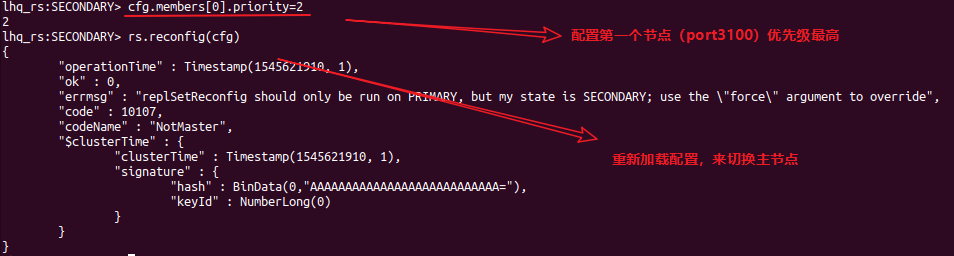 lhq_rs:SECONDARY> cfg.members[0].priority=2
2
配置第一个节点（port3100）优先级最高
lhq_rs:SECONDARY> rs.reconfig(cfg)
{
"operationTime" : Timestamp(1545621910, 1),
"ok" : 0,
"errmsg" : "replSetReconfig should only be run on PRIMARY, but my state is SECONDARY; use the \"force\" argument to override",
"code" : 10107,
"codeName" : "NotMaster",
"$clusterTime" : {
"clusterTime" : Timestamp(1545621910, 1),
重新加载配置，来切换主节点
"signature" : {
"hash" : BinData(0,"AAAAAAAAAAAAAAAAAAAAAAAAAAA="),
"keyId" : NumberLong(0)
}
}
}